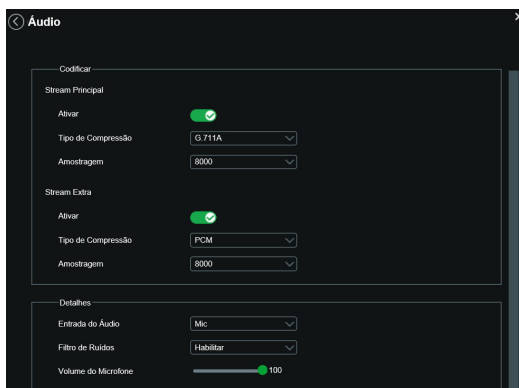 Áudio
Codificar
Stream Principal
Ativar
Tipo de Compressão G.711A
Amostragem 8000
Stream Extra
Ativar
Tipo de Compressão PCM
Amostragem 8000
Detalhes
Entrada do Áudio Mic
Filtro de Ruídos Habilitar
Volume do Microfone 100